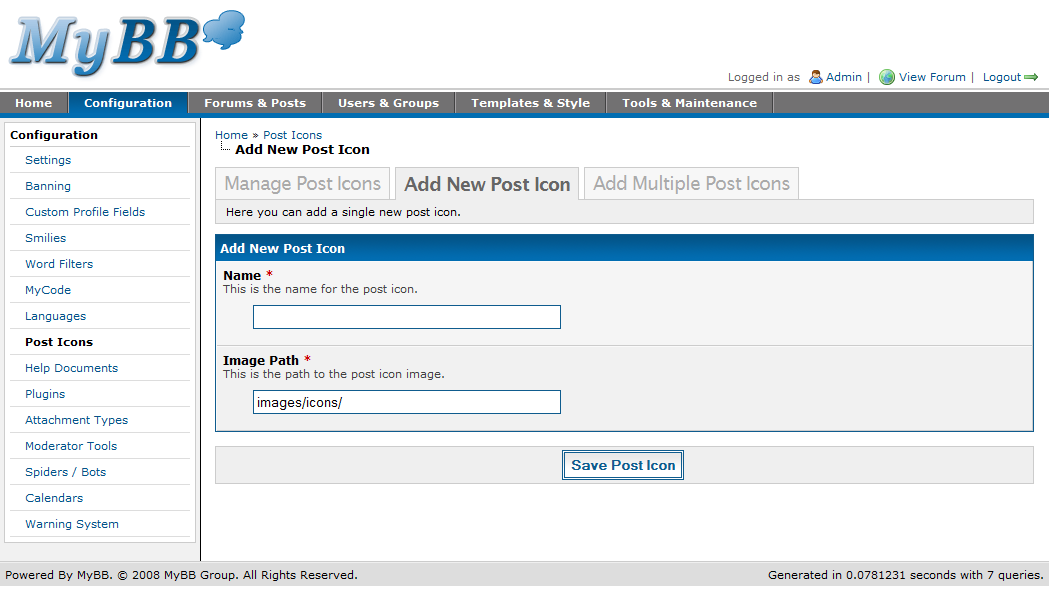 MyBB
Logged in as Admin | View Forum | Logout
Home Configuration Forums & Posts Users & Groups Templates & Style Tools & Maintenance
Configuration
Settings
Banning
Custom Profile Fields
Smilies
Word Filters
MyCode
Languages
Post Icons
Help Documents
Plugins
Attachment Types
Moderator Tools
Spiders / Bots
Calendars
Warning System
Home » Post Icons
Add New Post Icon
Manage Post Icons Add New Post Icon Add Multiple Post Icons
Here you can add a single new post icon.
Add New Post Icon
Name *
This is the name for the post icon.
Image Path *
This is the path to the post icon image.
images/icons/
Save Post Icon
Powered By MyBB. © 2008 MyBB Group. All Rights Reserved. Generated in 0.0781231 seconds with 7 queries.